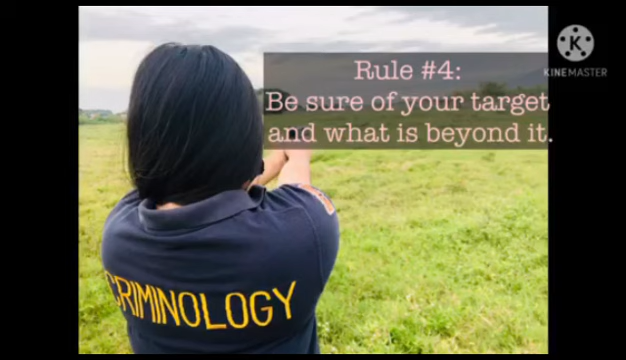 Rule #4:
Be sure of your target
and what is beyond it.
K
KINEMASTER
CRIMINOLOGY